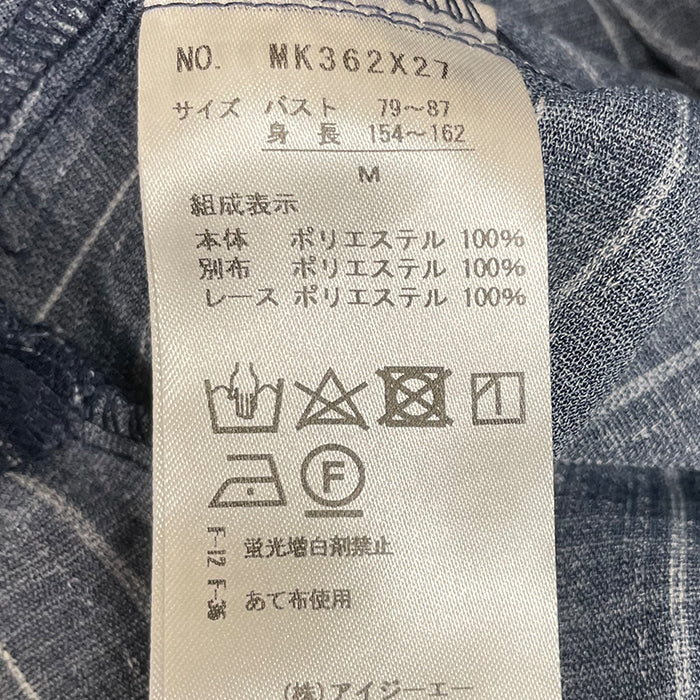 NO. MK362X27
サイズ バスト 79～87
身長 154～162
M
組成表示
本体 ポリエステル 100%
別布 ポリエステル 100%
レース ポリエステル 100%
F
F-12 蛍光増白剤禁止
F-36 あて布使用
(株)アイジーエー